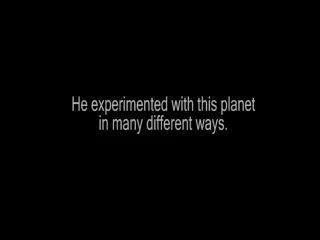 He experimented with this planet
in many different ways.